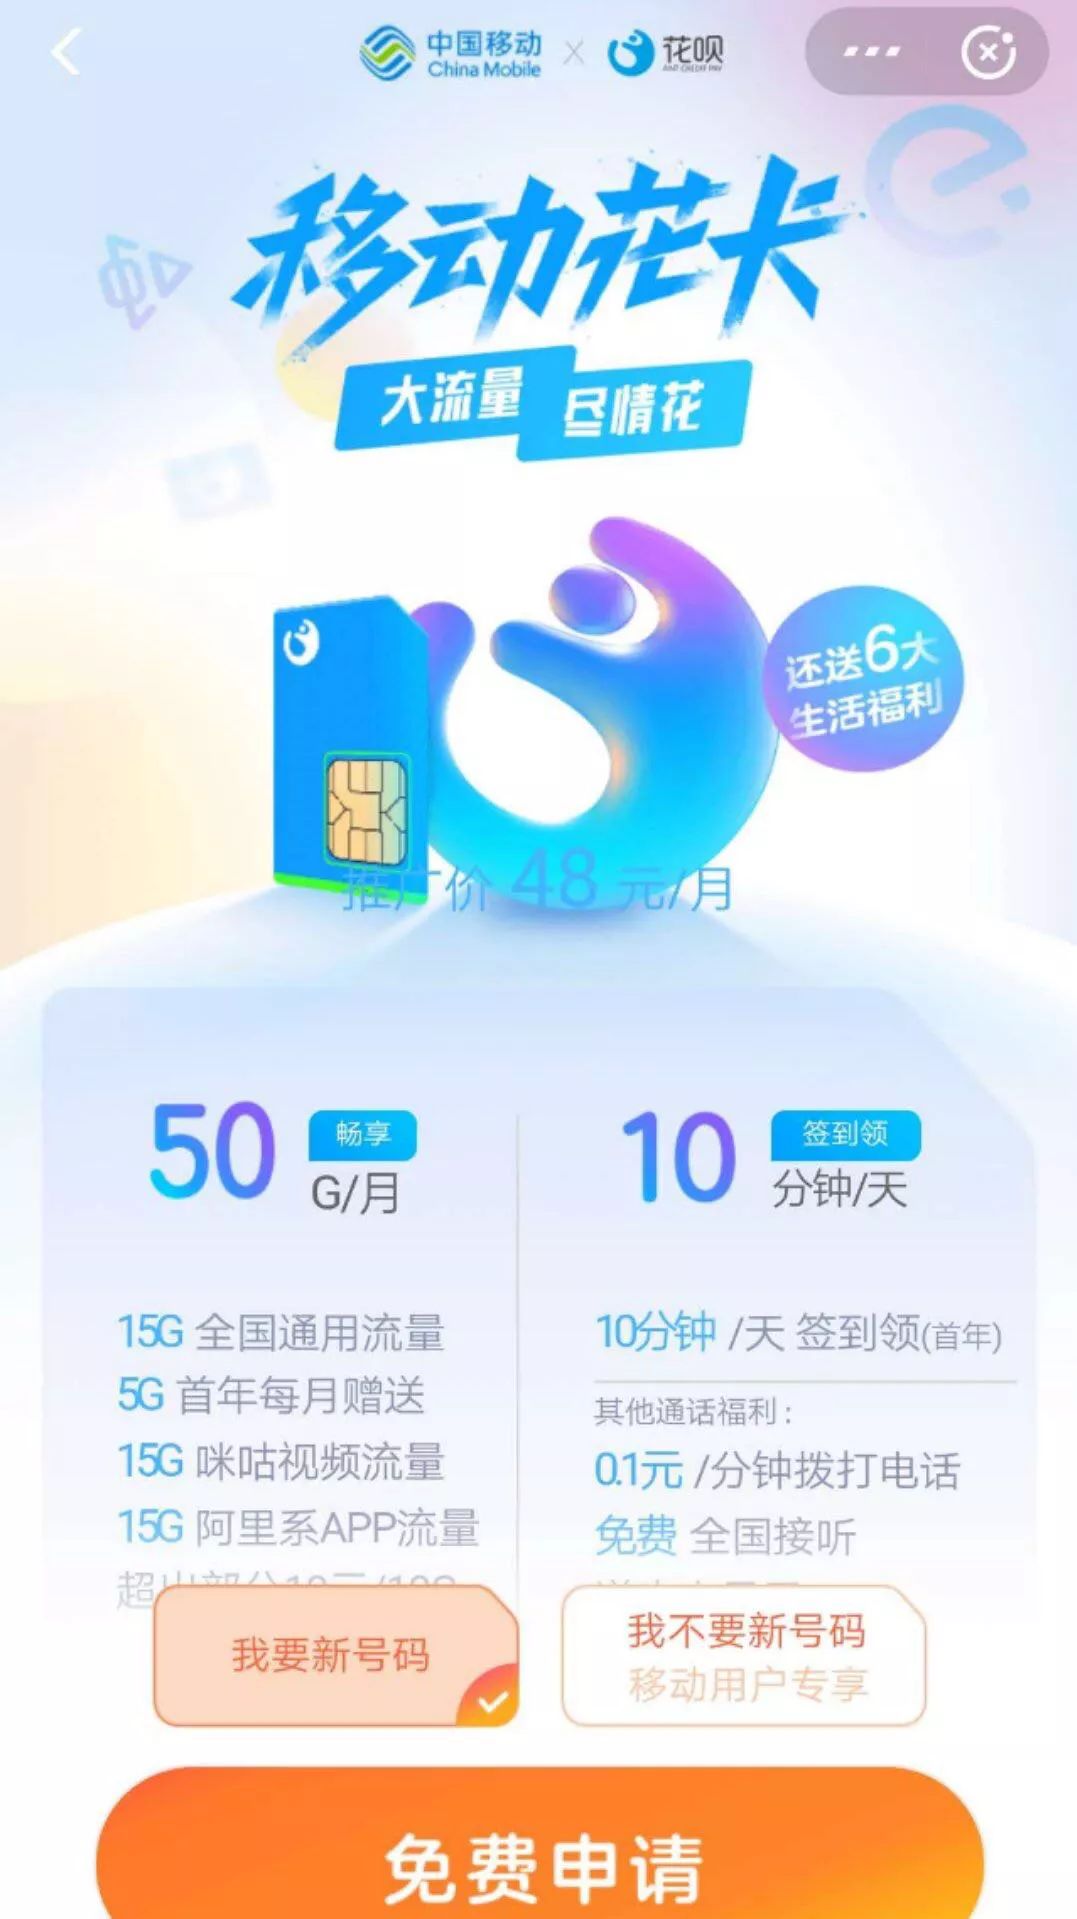 中国移动
China Mobile
X
花呗
ANT CREDIT PAY
移动花卡
大流量
尽情花
还送6大
生活福利
推广价 48 元/月
50
畅享
G/月
10
签到领
分钟/天
15G 全国通用流量
5G 首年每月赠送
15G 咪咕视频流量
15G 阿里系APP流量
10分钟 /天 签到领(首年)
其他通话福利：
0.1元 /分钟拨打电话
免费 全国接听
我要新号码
我不要新号码
移动用户专享
免费申请